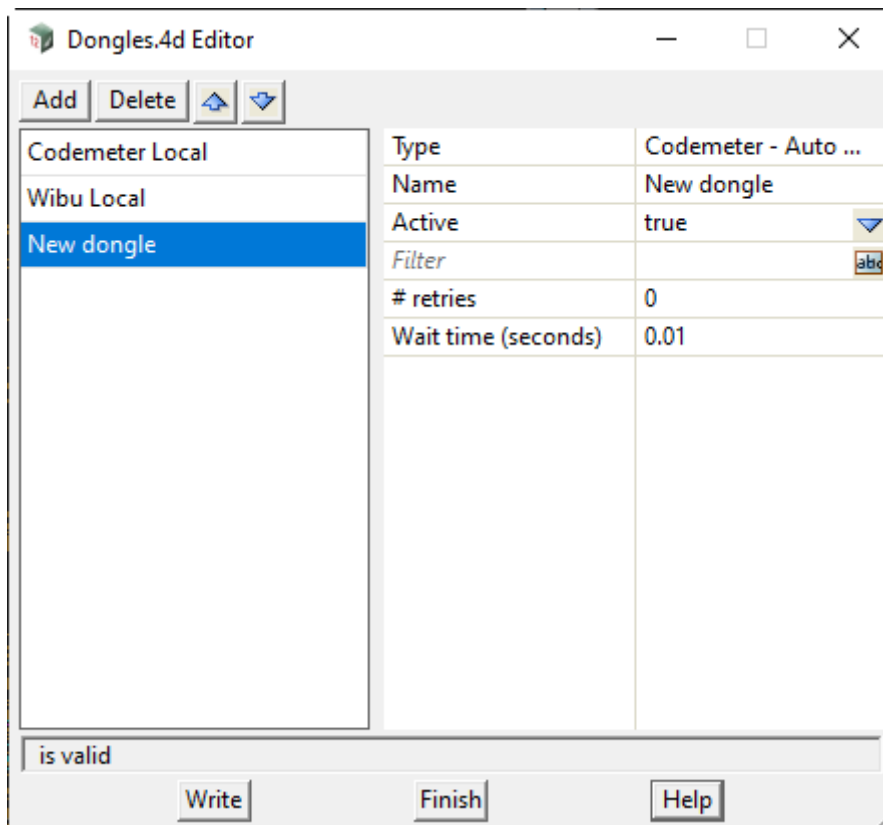 Dongles.4d Editor
Add Delete
Codemeter Local
Wibu Local
New dongle
Type Codemeter - Auto ...
Name New dongle
Active true
Filter abc
# retries 0
Wait time (seconds) 0.01
is valid
Write Finish Help